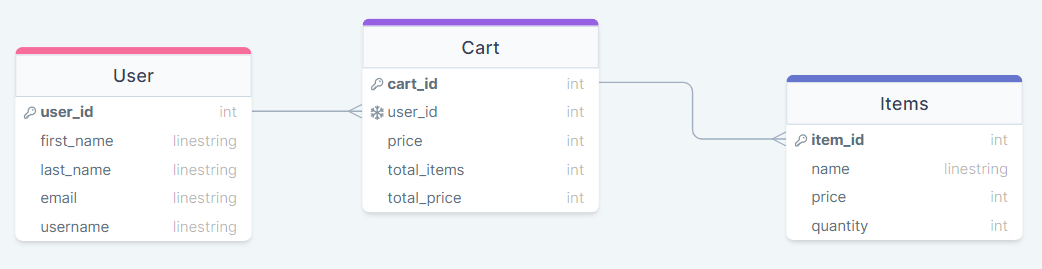 User
user_id int
first_name linestring
last_name linestring
email linestring
username linestring
Cart
cart_id int
user_id int
price int
total_items int
total_price int
Items
item_id int
name linestring
price int
quantity int